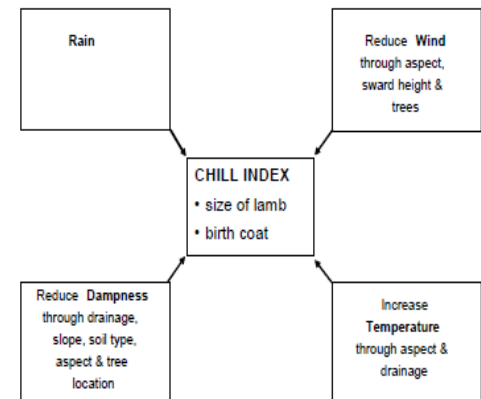 Rain
Reduce Wind
through aspect,
sward height &
trees
CHILL INDEX
• size of lamb
• birth coat
Reduce Dampness
through drainage,
slope, soil type,
aspect & tree
location
Increase
Temperature
through aspect &
drainage